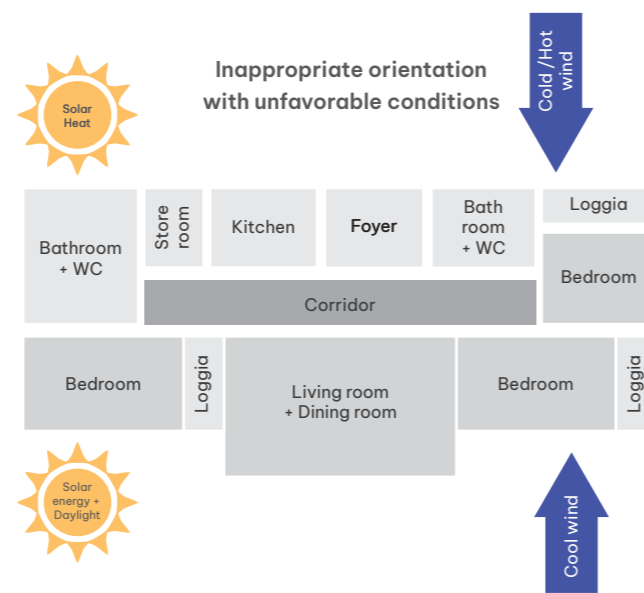 Solar
Heat
Inappropriate orientation
with unfavorable conditions
Cold /Hot
wind
Bathroom
+ WC
Store
room
Kitchen
Foyer
Bath
room
+ WC
Loggia
Bedroom
Corridor
Bedroom
Loggia
Living room
+ Dining room
Bedroom
Loggia
Solar
energy +
Daylight
Cool wind